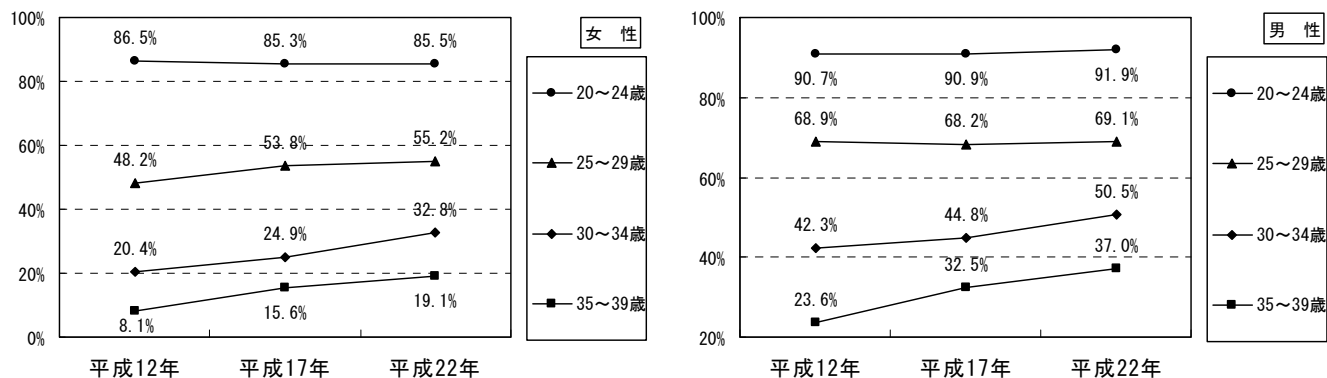 女 性
100%
80%
60%
40%
20%
0%
86.5%
85.3%
85.5%
48.2%
53.8%
55.2%
20.4%
24.9%
32.8%
8.1%
15.6%
19.1%
平成12年
平成17年
平成22年
20～24歳
25～29歳
30～34歳
35～39歳
男 性
100%
80%
60%
40%
20%
90.7%
90.9%
91.9%
68.9%
68.2%
69.1%
42.3%
44.8%
50.5%
23.6%
32.5%
37.0%
平成12年
平成17年
平成22年
20～24歳
25～29歳
30～34歳
35～39歳